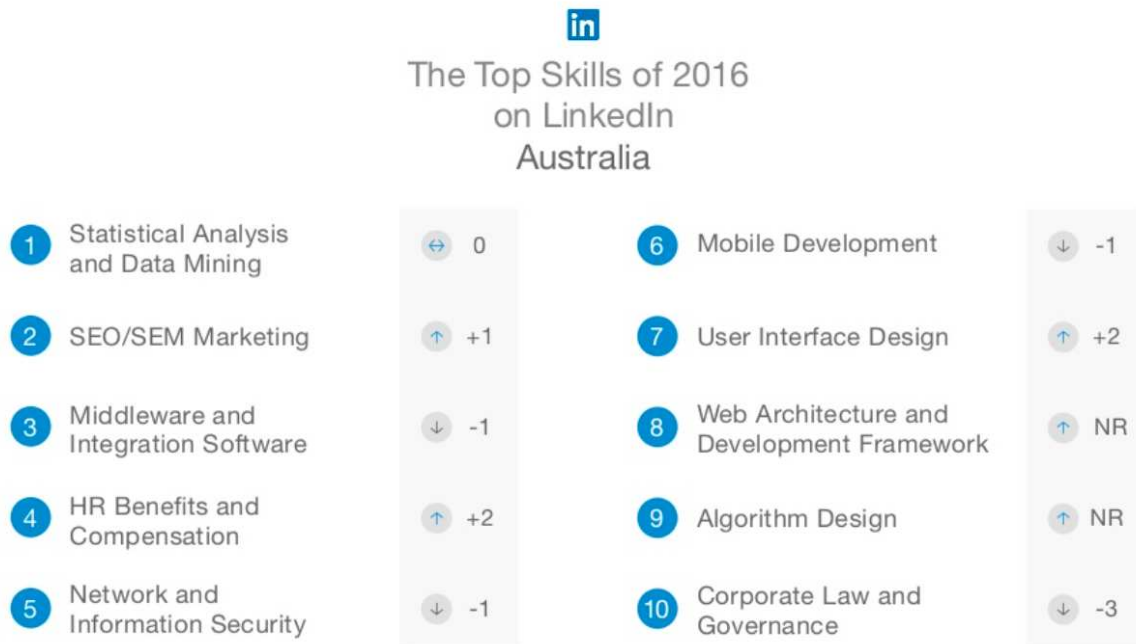 in
The Top Skills of 2016
on LinkedIn
Australia
1 Statistical Analysis
and Data Mining
↔ 0
2 SEO/SEM Marketing
↑ +1
3 Middleware and
Integration Software
↓ -1
4 HR Benefits and
Compensation
↑ +2
5 Network and
Information Security
↓ -1
6 Mobile Development
↓ -1
7 User Interface Design
↑ +2
8 Web Architecture and
Development Framework
↑ NR
9 Algorithm Design
↑ NR
10 Corporate Law and
Governance
↓ -3